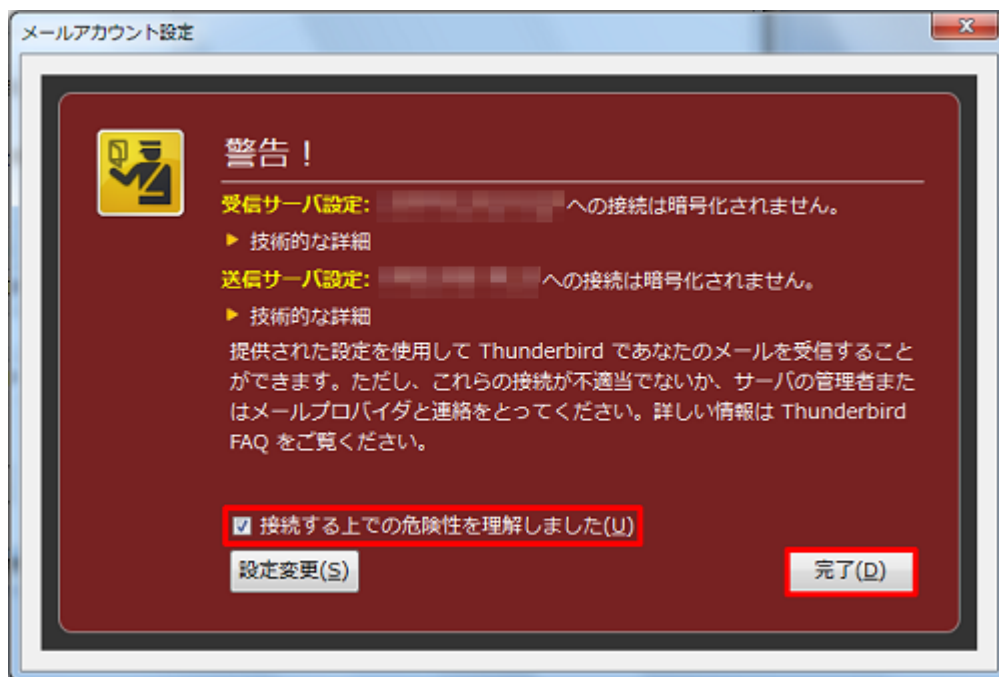 メールアカウント設定
警告！
受信サーバ設定: への接続は暗号化されません。
技術的な詳細
送信サーバ設定: への接続は暗号化されません。
技術的な詳細
提供された設定を使用して Thunderbird であなたのメールを受信すること
ができます。ただし、これらの接続が不適当でないか、サーバの管理者また
はメールプロバイダと連絡をとってください。詳しい情報は Thunderbird
FAQ をご覧ください。
接続する上での危険性を理解しました(U)
設定変更(S) 完了(D)